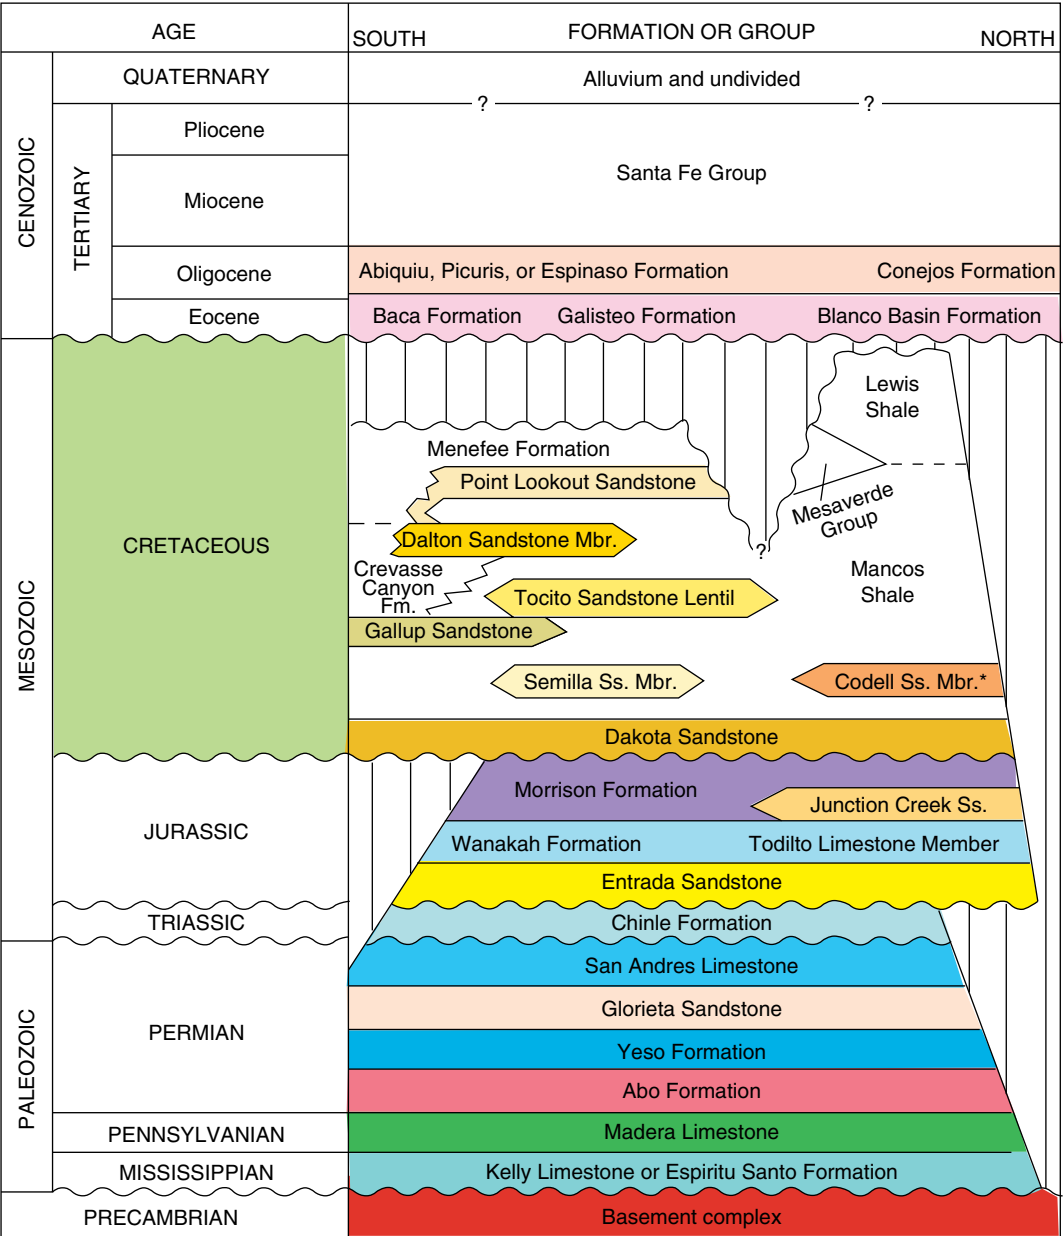 AGE
SOUTH
FORMATION OR GROUP
NORTH
CENOZOIC
QUATERNARY
Alluvium and undivided
?
?
TERTIARY
Pliocene
Miocene
Santa Fe Group
Oligocene
Abiquiu, Picuris, or Espinaso Formation
Conejos Formation
Eocene
Baca Formation
Galisteo Formation
Blanco Basin Formation
MESOZOIC
CRETACEOUS
Lewis
Shale
Menefee Formation
Point Lookout Sandstone
Mesaverde
Group
Dalton Sandstone Mbr.
?
Crevasse
Canyon
Fm.
Mancos
Shale
Tocito Sandstone Lentil
Gallup Sandstone
Semilla Ss. Mbr.
Codell Ss. Mbr.*
Dakota Sandstone
JURASSIC
Morrison Formation
Junction Creek Ss.
Wanakah Formation
Todilto Limestone Member
Entrada Sandstone
TRIASSIC
Chinle Formation
PALEOZOIC
PERMIAN
San Andres Limestone
Glorieta Sandstone
Yeso Formation
Abo Formation
PENNSYLVANIAN
Madera Limestone
MISSISSIPPIAN
Kelly Limestone or Espiritu Santo Formation
PRECAMBRIAN
Basement complex